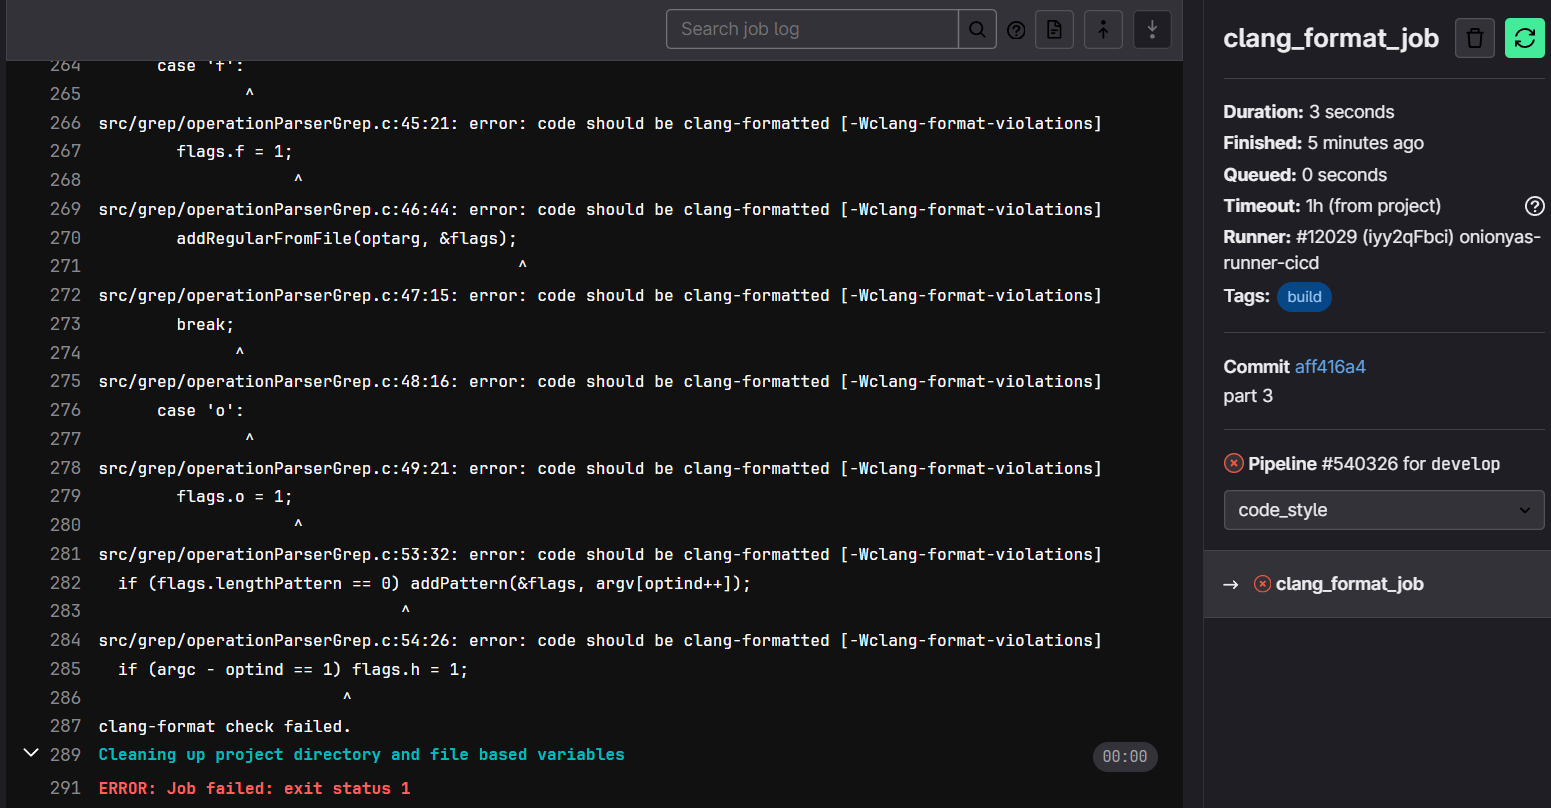 Search job log
264 case 'f':
265 ^
266 src/grep/operationParserGrep.c:45:21: error: code should be clang-formatted [-Wclang-format-violations]
267 flags.f = 1;
268 ^
269 src/grep/operationParserGrep.c:46:44: error: code should be clang-formatted [-Wclang-format-violations]
270 addRegularFromFile(optarg, &flags);
271 ^
272 src/grep/operationParserGrep.c:47:15: error: code should be clang-formatted [-Wclang-format-violations]
273 break;
274 ^
275 src/grep/operationParserGrep.c:48:16: error: code should be clang-formatted [-Wclang-format-violations]
276 case 'o':
277 ^
278 src/grep/operationParserGrep.c:49:21: error: code should be clang-formatted [-Wclang-format-violations]
279 flags.o = 1;
280 ^
281 src/grep/operationParserGrep.c:53:32: error: code should be clang-formatted [-Wclang-format-violations]
282 if (flags.lengthPattern == 0) addPattern(&flags, argv[optind++]);
283 ^
284 src/grep/operationParserGrep.c:54:26: error: code should be clang-formatted [-Wclang-format-violations]
285 if (argc - optind == 1) flags.h = 1;
286 ^
287 clang-format check failed.
289 Cleaning up project directory and file based variables 00:00
291 ERROR: Job failed: exit status 1
clang_format_job
Duration: 3 seconds
Finished: 5 minutes ago
Queued: 0 seconds
Timeout: 1h (from project)
Runner: #12029 (iyy2qFbci) onionyas-
runner-cicd
Tags: build
Commit aff416a4
part 3
Pipeline #540326 for develop
code_style
→ clang_format_job